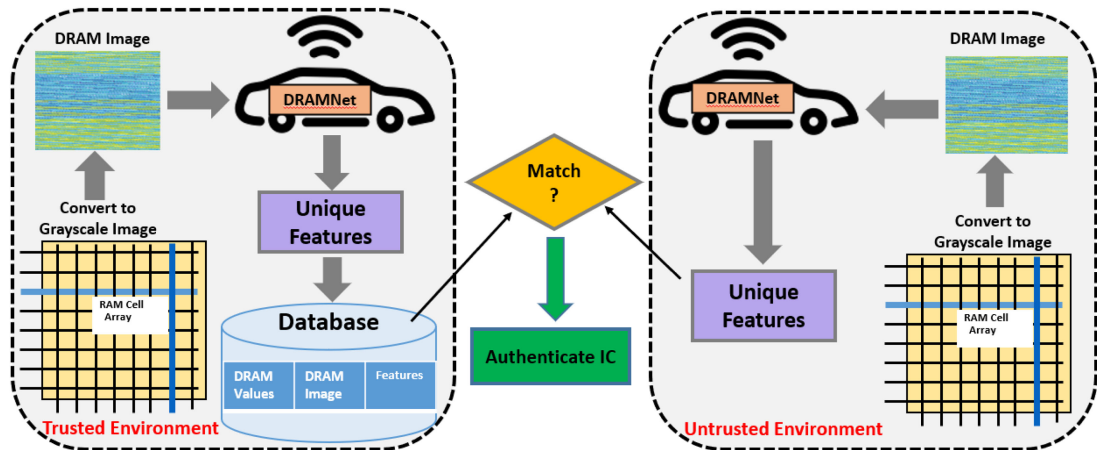 DRAM Image
DRAMNet
Convert to
Grayscale Image
RAM Cell
Array
Unique
Features
Database
DRAM
Values
DRAM
Image
Features
Trusted Environment
Match
?
Authenticate IC
DRAM Image
DRAMNet
Convert to
Grayscale Image
RAM Cell
Array
Unique
Features
Untrusted Environment